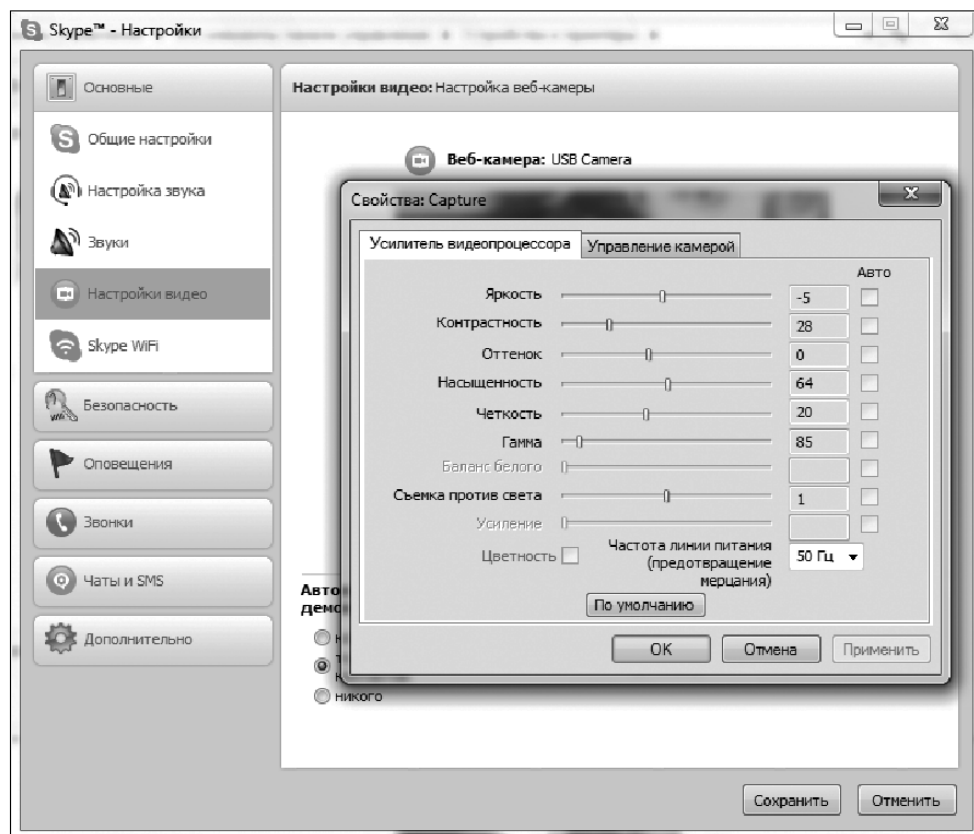 Skype™ - Настройки
Основные
Общие настройки
Настройка звука
Звуки
Настройки видео
Skype WiFi
Безопасность
Оповещения
Звонки
Чаты и SMS
Дополнительно
Настройки видео: Настройка веб-камеры
Веб-камера: USB Camera
Свойства: Capture
Усилитель видеопроцессора
Управление камерой
Авто
Яркость -5
Контрастность 28
Оттенок 0
Насыщенность 64
Четкость 20
Гамма 85
Баланс белого
Съемка против света 1
Усиление
Цветность
Частота линии питания
(предотвращение
мерцания)
50 Гц
По умолчанию
OK
Отмена
Применить
никого
Сохранить
Отменить